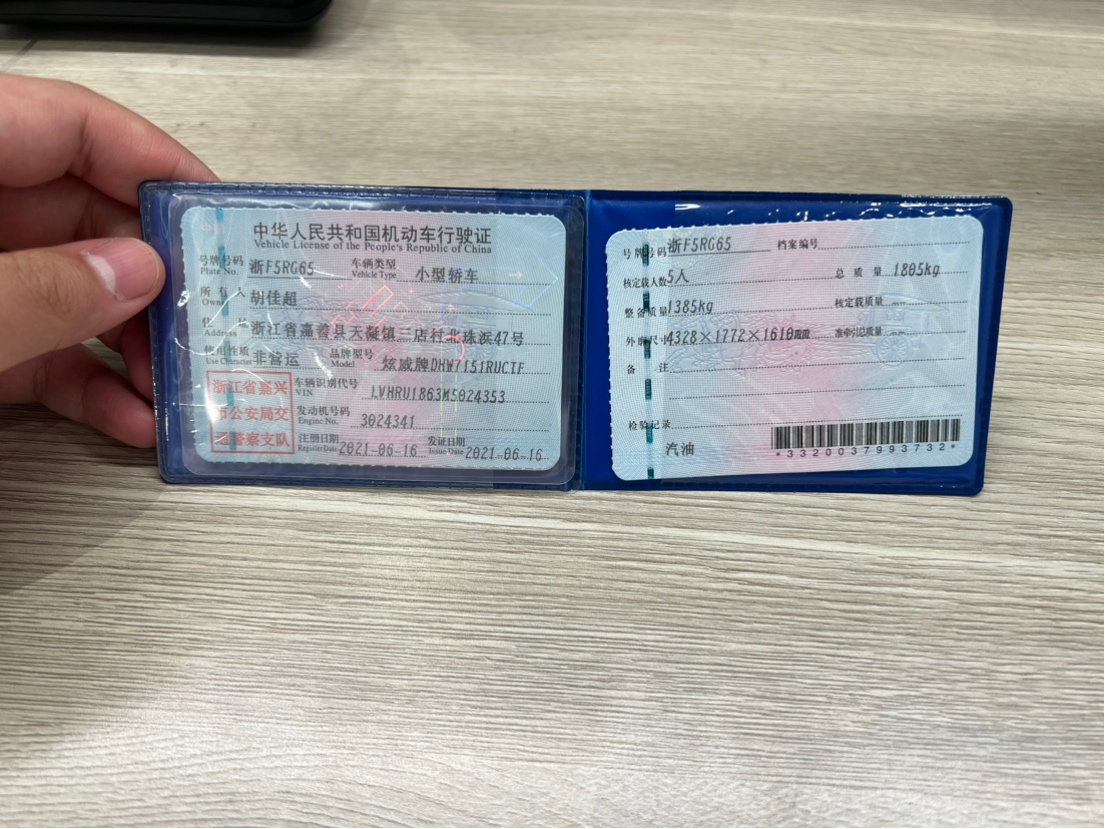 中华人民共和国机动车行驶证
Vehicle License of the People's Republic of China
号牌号码 浙F5RG65 车辆类型 小型轿车
Plate No. Vehicle Type
所有人 胡佳超
Owner
住址 浙江省嘉善县天凝镇三店村北珠浜47号
Address
使用性质 非营运 品牌型号 炫威牌DHW7151RUCTF
Use Character Model
浙江省嘉兴
市公安局交
通警察支队
车辆识别代号 LVHRU1863M5024353
VIN
发动机号码 3024341
Engine No.
注册日期 2021-06-16 发证日期 2021-06-16
Register Date Issue Date
号牌号码 浙F5RG65 档案编号
核定载人数 5人 总质量 1805kg
整备质量 1385kg 核定载质量 --
外廓尺寸 4328×1772×1610mm 准牵引总质量 --
备注
检验记录
汽油
*3320037993732*